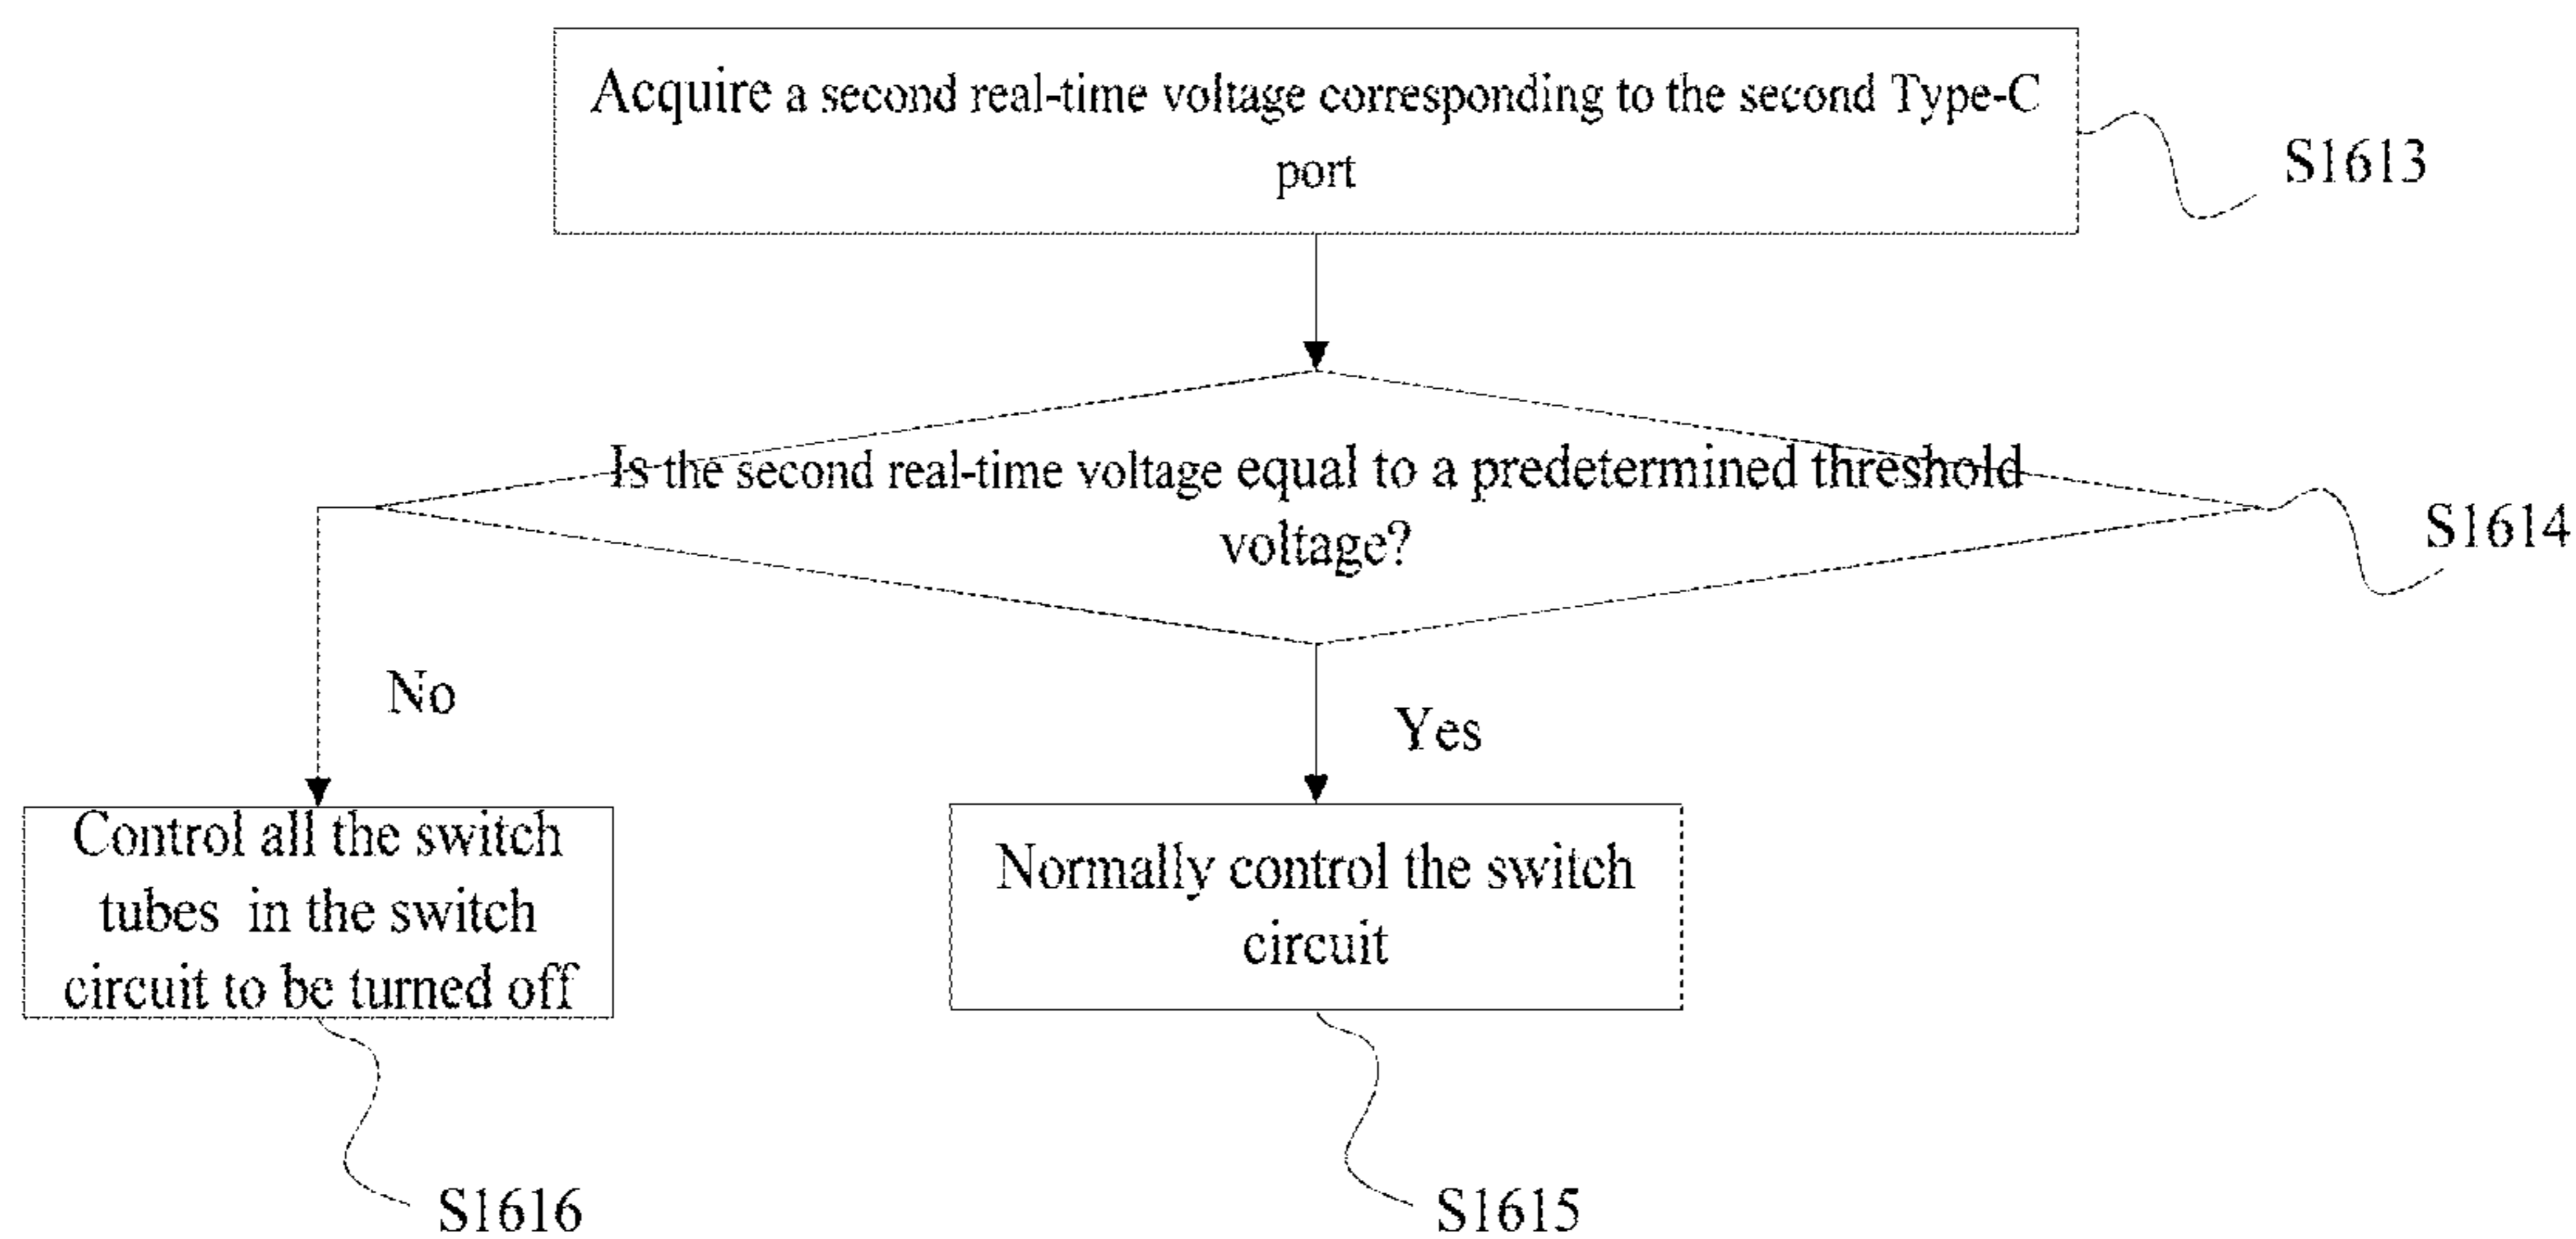 Acquire a second real-time voltage corresponding to the second Type-C
port
S1613
Is the second real-time voltage equal to a predetermined threshold
voltage?
S1614
No
Yes
Control all the switch
tubes in the switch
circuit to be turned off
Normally control the switch
circuit
S1616
S1615